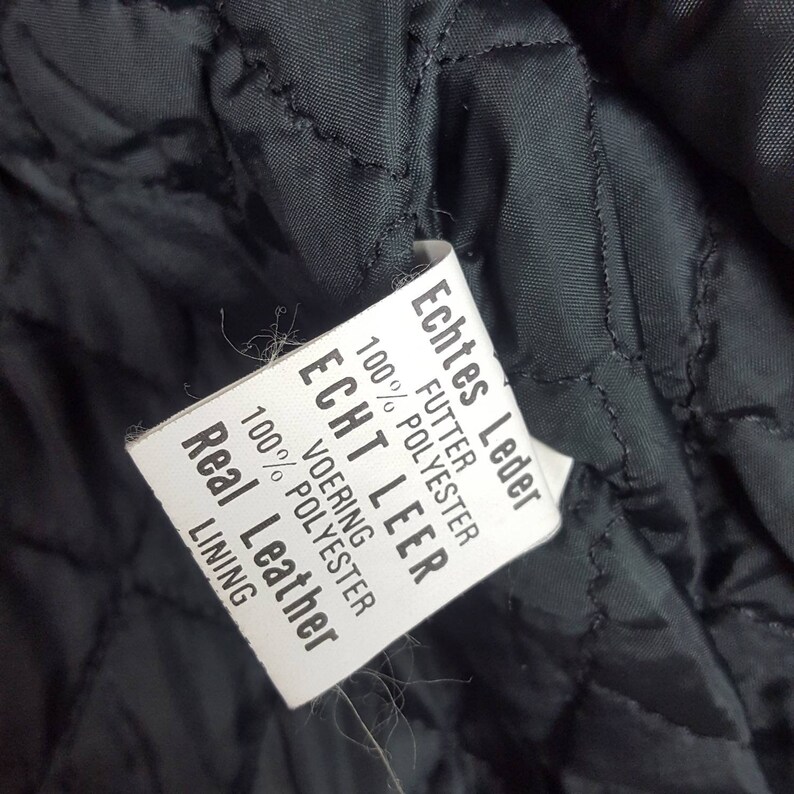 Echtes Leder
FUTTER
100% POLYESTER
ECHT LEER
VOERING
100% POLYESTER
Real Leather
LINING